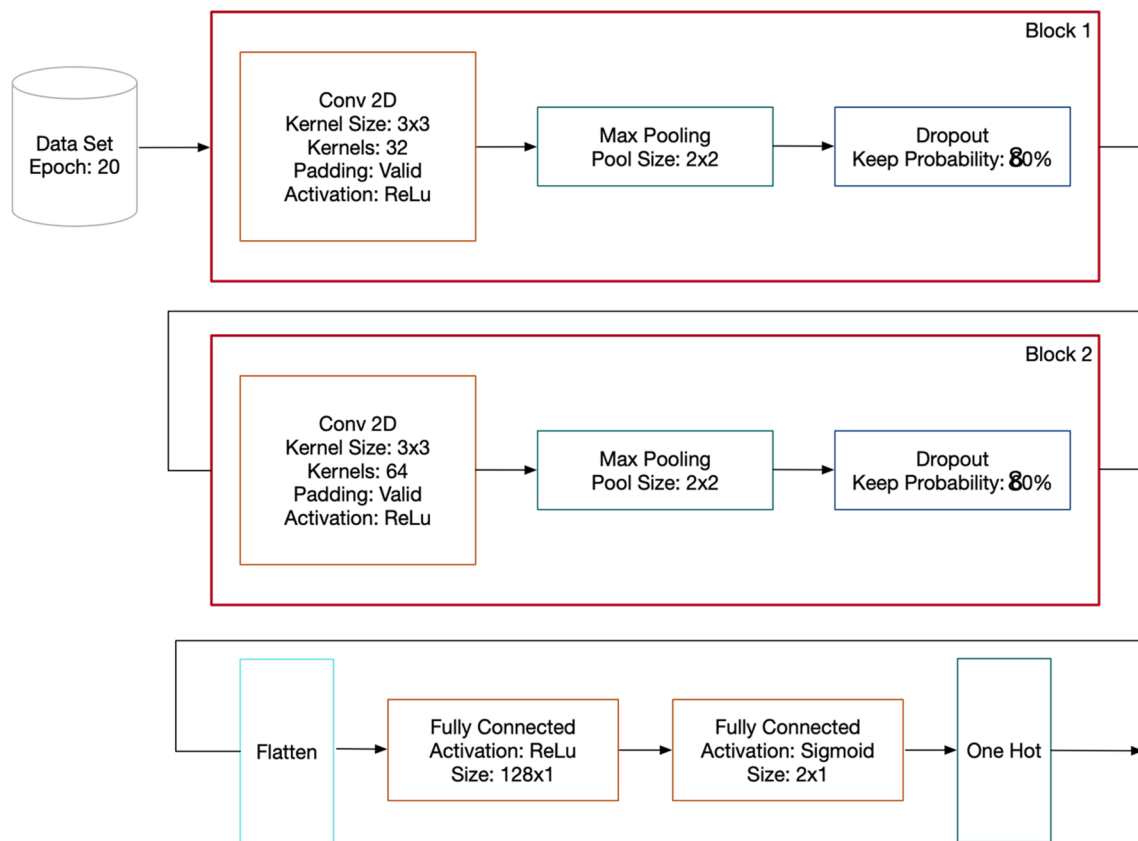 Block 1
Data Set
Epoch: 20
Conv 2D
Kernel Size: 3x3
Kernels: 32
Padding: Valid
Activation: ReLu
Max Pooling
Pool Size: 2x2
Dropout
Keep Probability: 80%
Block 2
Conv 2D
Kernel Size: 3x3
Kernels: 64
Padding: Valid
Activation: ReLu
Max Pooling
Pool Size: 2x2
Dropout
Keep Probability: 80%
Flatten
Fully Connected
Activation: ReLu
Size: 128x1
Fully Connected
Activation: Sigmoid
Size: 2x1
One Hot